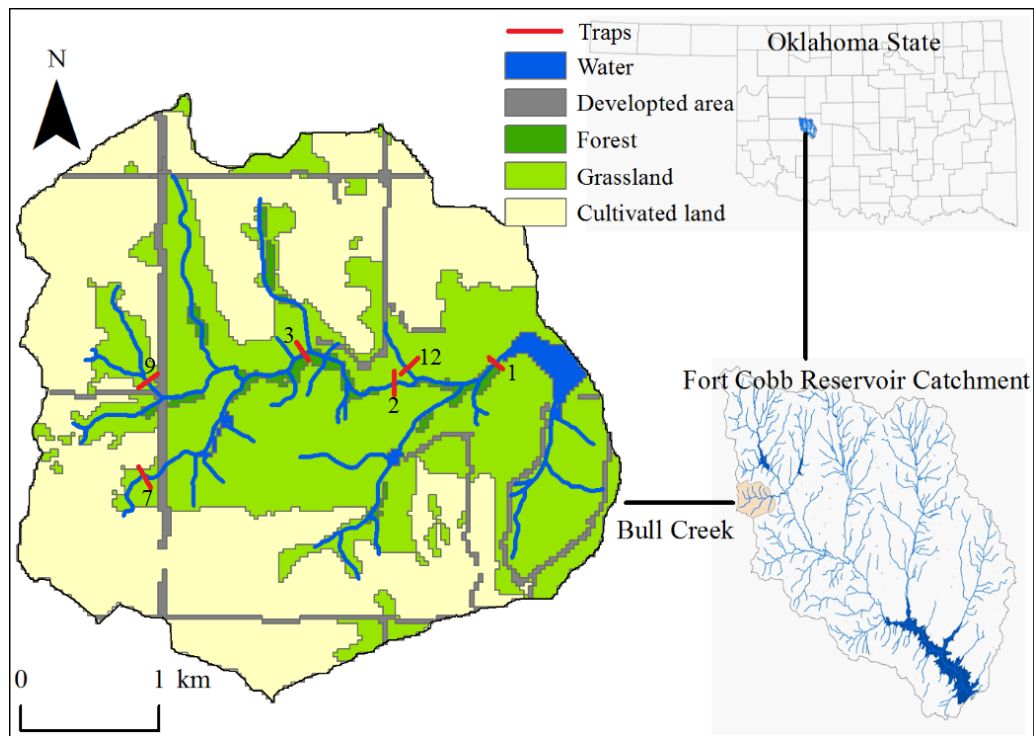 N
Traps
Water
Developted area
Forest
Grassland
Cultivated land
Oklahoma State
3
12
1
9
2
7
Fort Cobb Reservoir Catchment
Bull Creek
0 1 km